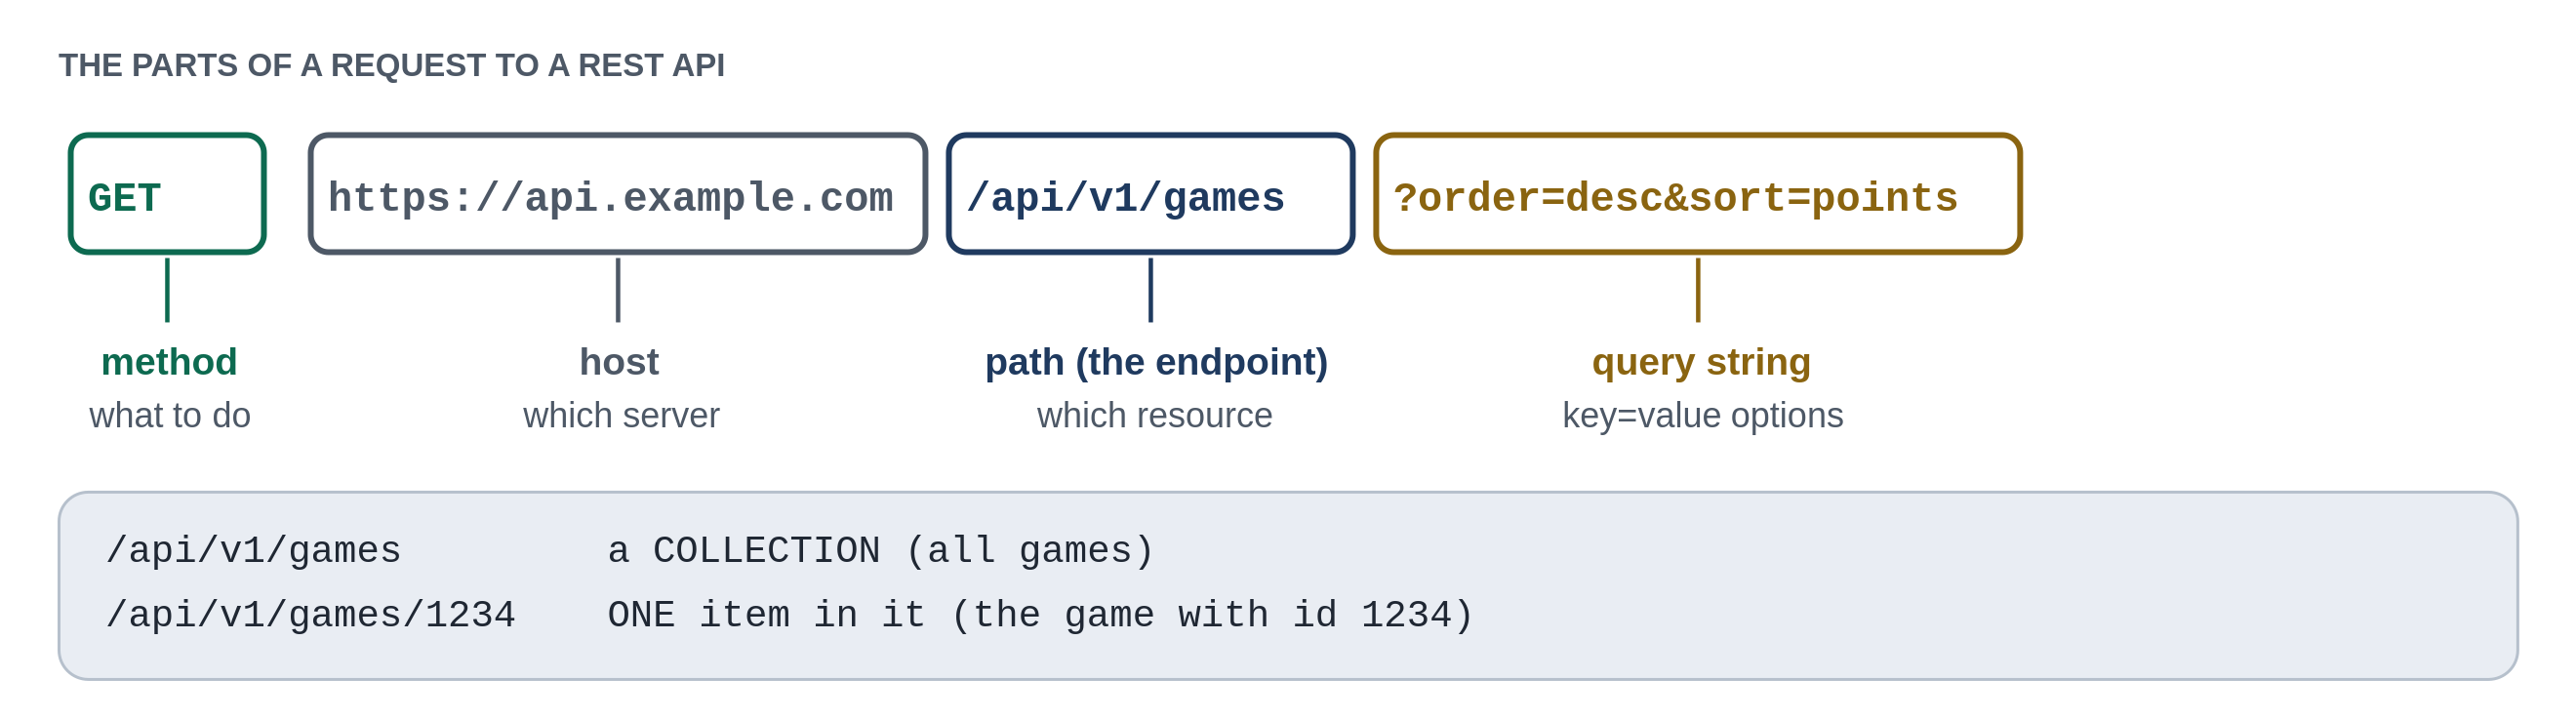 THE PARTS OF A REQUEST TO A REST API
GET https://api.example.com /api/v1/games ?order=desc&sort=points
method host path (the endpoint) query string
what to do which server which resource key=value options
/api/v1/games a COLLECTION (all games)
/api/v1/games/1234 ONE item in it (the game with id 1234)